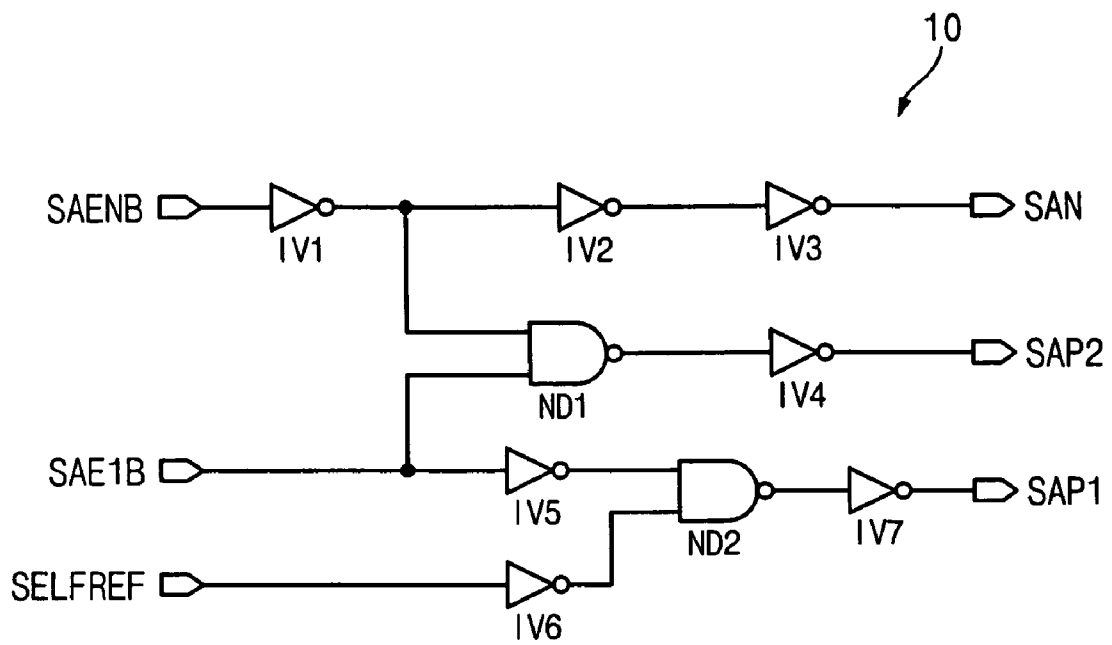 10
SAENB
IV1
IV2
IV3
SAN
ND1
IV4
SAP2
SAE1B
IV5
ND2
IV7
SAP1
SELFREF
IV6